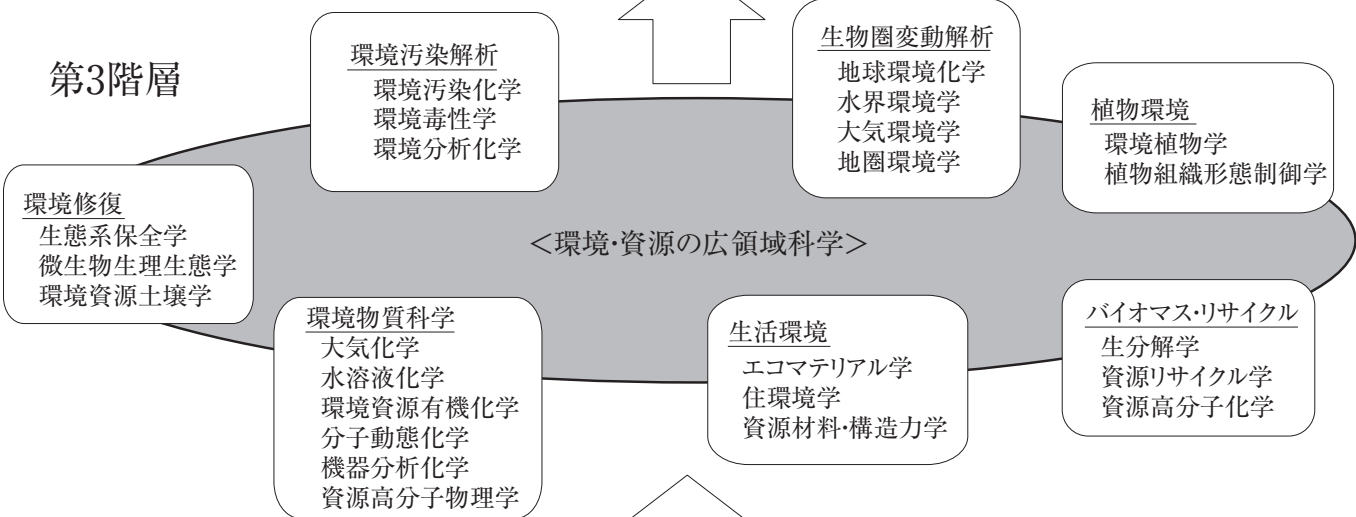 第3階層
環境汚染解析
環境汚染化学
環境毒性学
環境分析化学
生物圏変動解析
地球環境化学
水界環境学
大気環境学
地圏環境学
植物環境
環境植物学
植物組織形態制御学
環境修復
生態系保全学
微生物生理生態学
環境資源土壌学
＜環境・資源の広領域科学＞
環境物質科学
大気化学
水溶液化学
環境資源有機化学
分子動態化学
機器分析化学
資源高分子物理学
生活環境
エコマテリアル学
住環境学
資源材料・構造力学
バイオマス・リサイクル
生分解学
資源リサイクル学
資源高分子化学